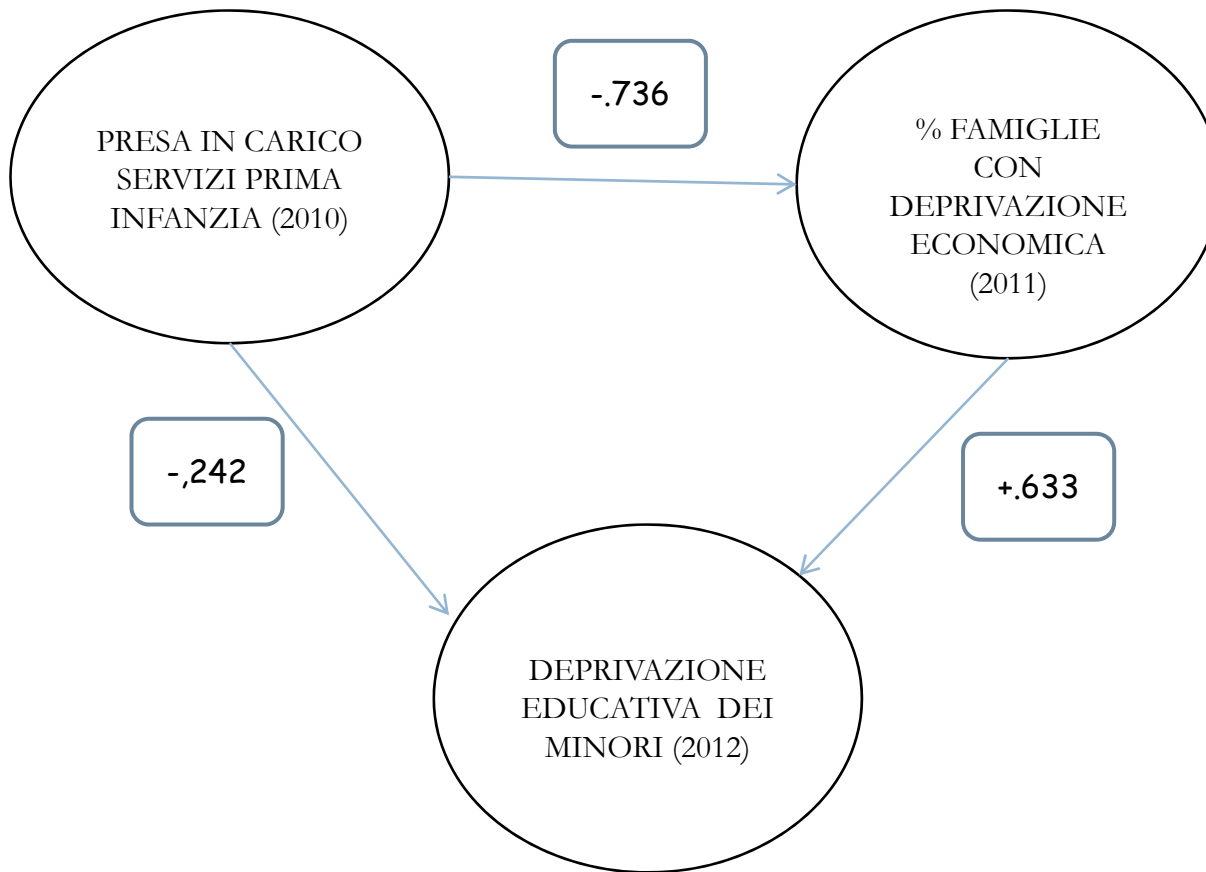 -.736
PRESA IN CARICO
SERVIZI PRIMA
INFANZIA (2010)
% FAMIGLIE
CON
DEPRIVAZIONE
ECONOMICA
(2011)
-,242
+.633
DEPRIVAZIONE
EDUCATIVA DEI
MINORI (2012)